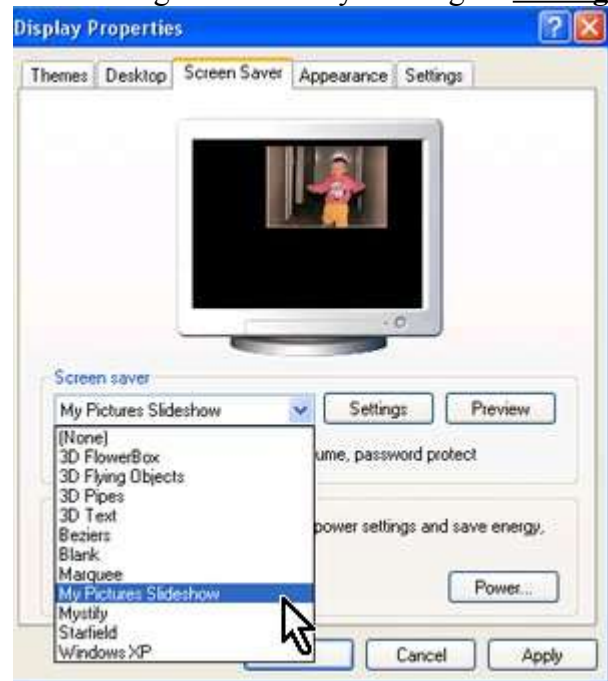 Display Properties
Themes Desktop Screen Saver Appearance Settings
Screen saver
My Pictures Slideshow Settings Preview
(None)
3D FlowerBox
3D Flying Objects
ume, password protect
3D Pipes
3D Text
Beziers
power settings and save energy,
Blank
Marquee
My Pictures Slideshow
Power...
Mystify
Starfield
Windows XP
Cancel Apply